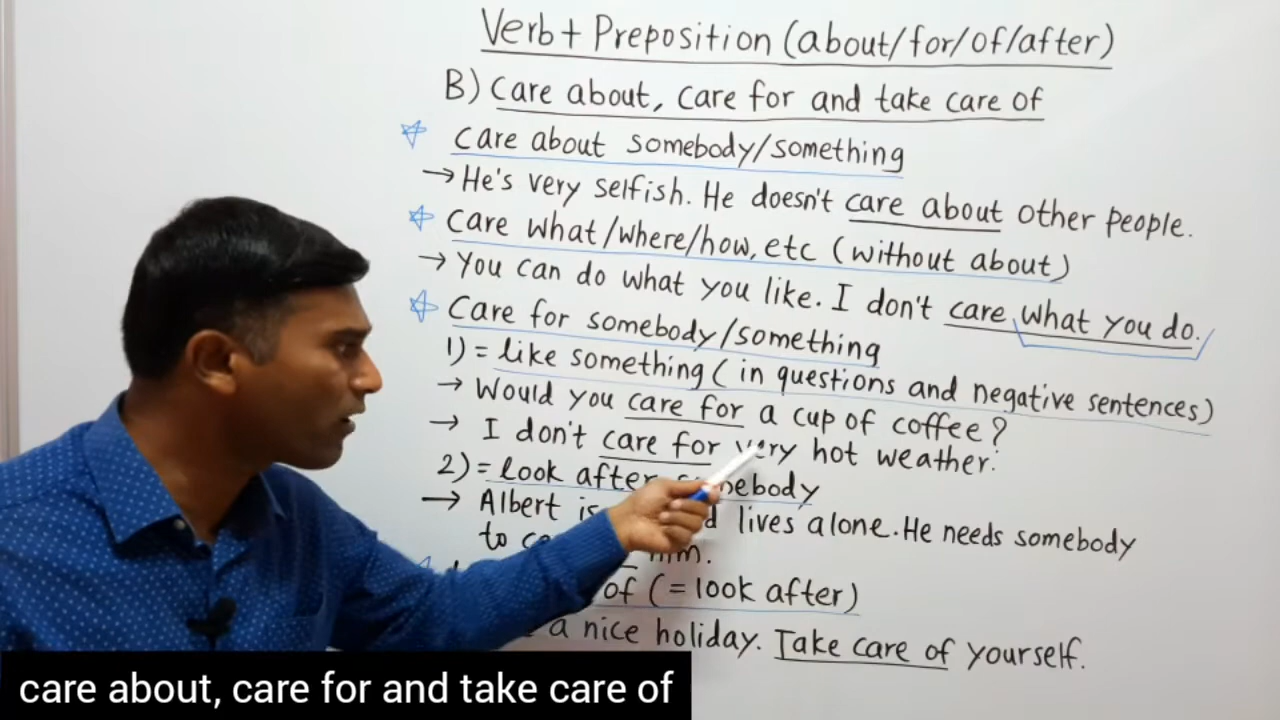 Verb + Preposition (about/for/of/after)
B) Care about, care for and take care of
☆ care about somebody/something
→ He's very selfish. He doesn't care about other people.
☆ Care what/where/how, etc (without about)
→ You can do what you like. I don't care what you do.
☆ Care for somebody/something
1) = like something (in questions and negative sentences)
→ Would you care for a cup of coffee?
→ I don't care for very hot weather.
2) = look after somebody
→ Albert is lives alone. He needs somebody
to him.
of (= look after)
a nice holiday. Take care of yourself.
care about, care for and take care of